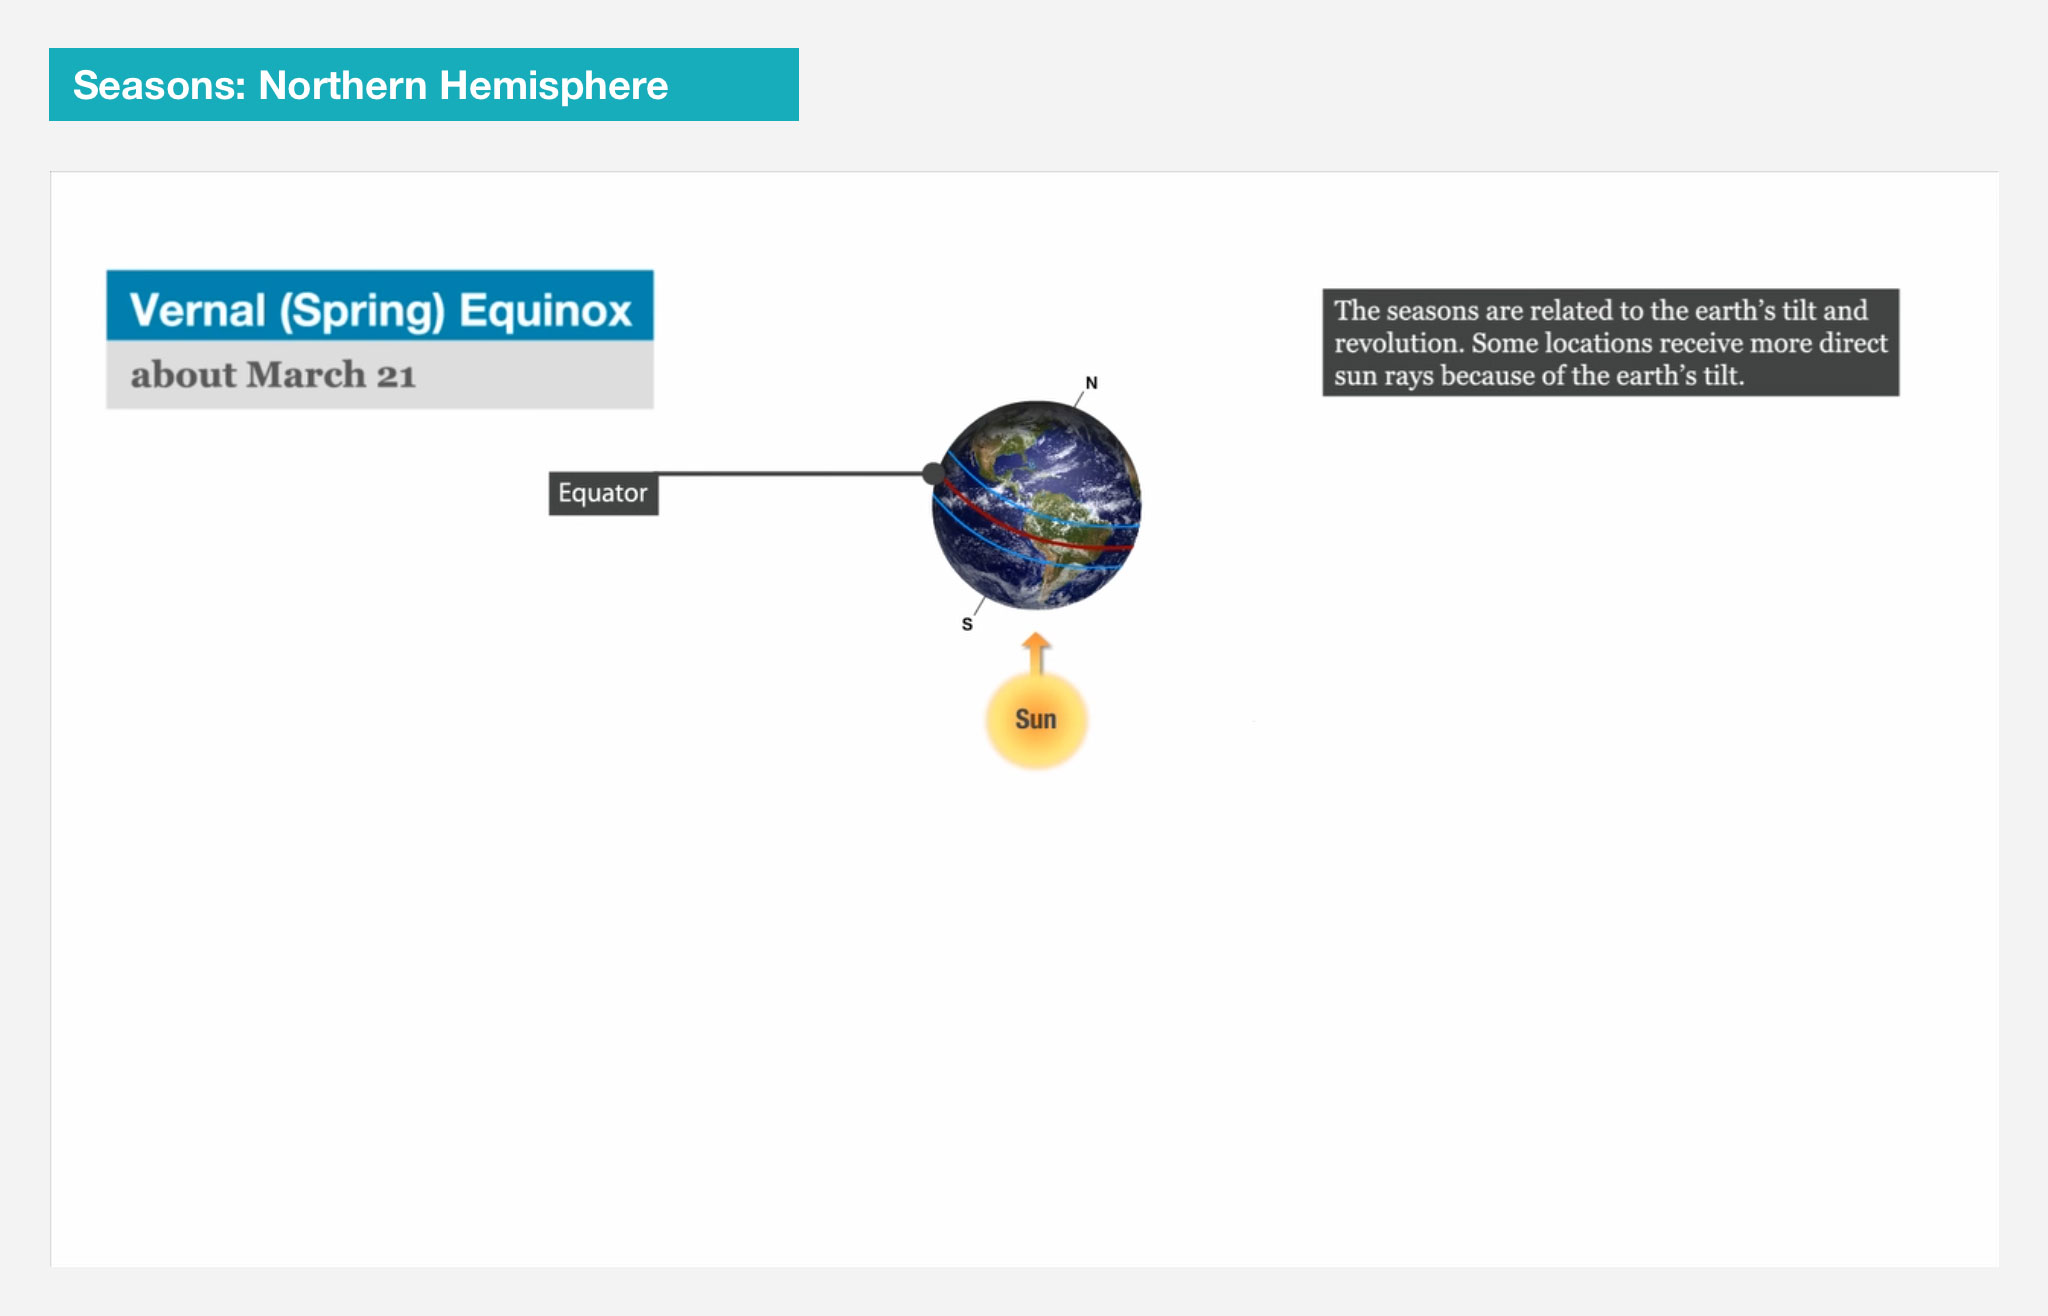 Seasons: Northern Hemisphere
Vernal (Spring) Equinox
about March 21
The seasons are related to the earth’s tilt and
revolution. Some locations receive more direct
sun rays because of the earth’s tilt.
N
Equator
S
Sun